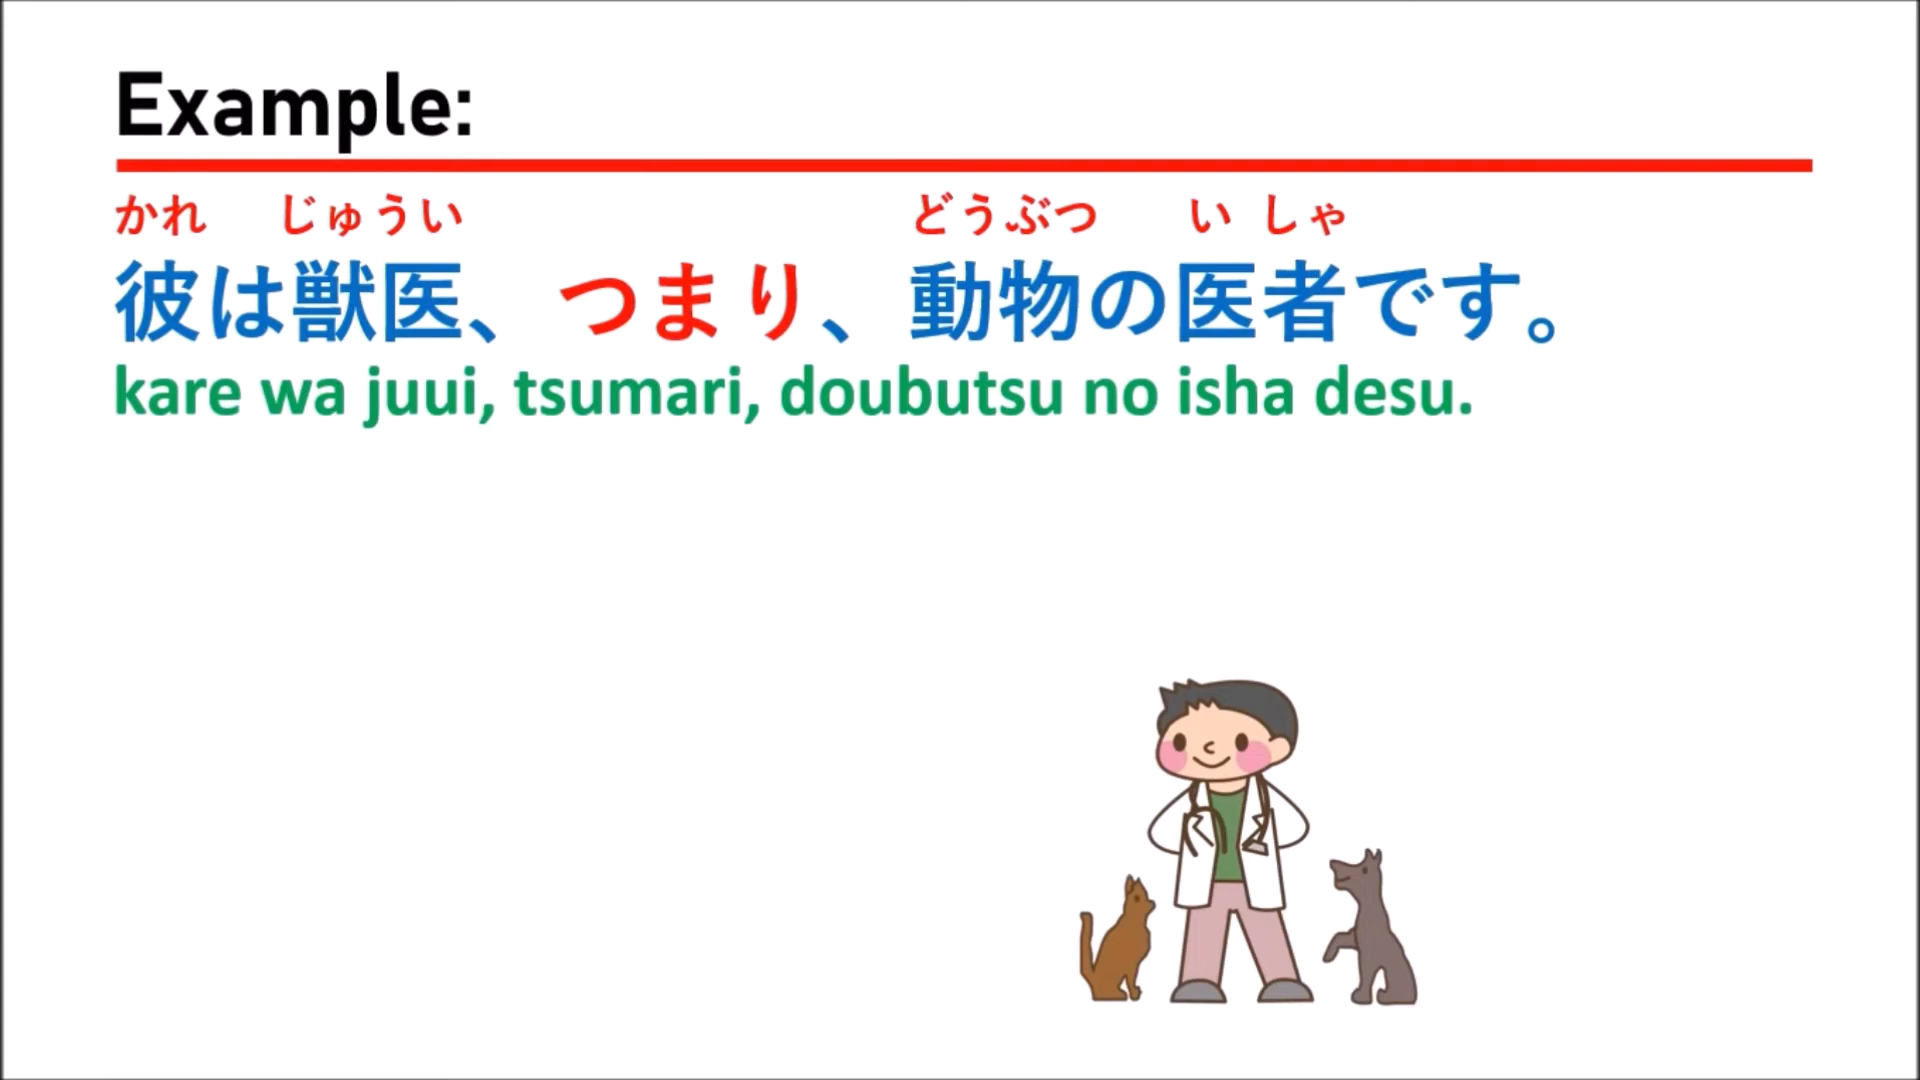 Example:
かれ じゅうい どうぶつ い しゃ
彼は獣医、つまり、動物の医者です。
kare wa juui, tsumari, doubutsu no isha desu.